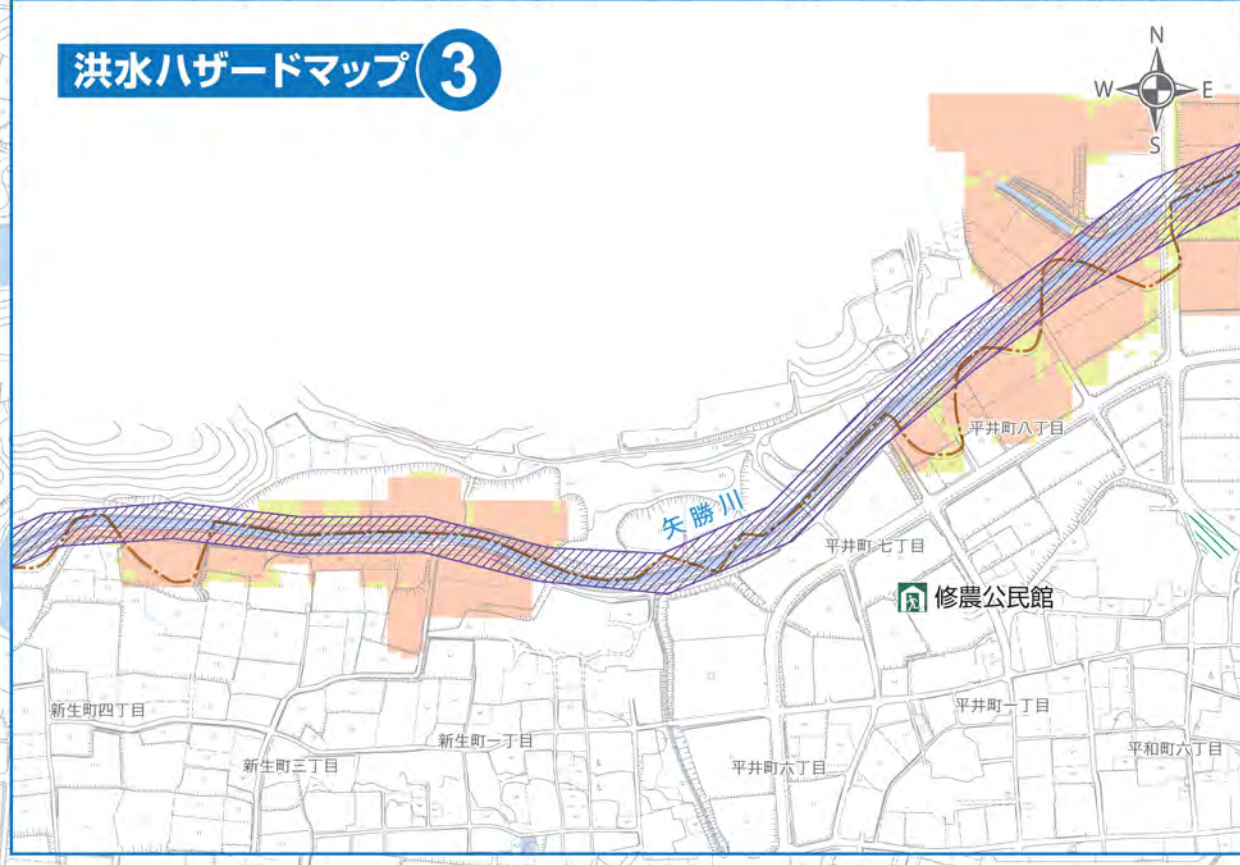 洪水ハザードマップ 3
N
W E
S
平井町八丁目
矢勝川
平井町七丁目
修農公民館
新生町四丁目
平井町一丁目
新生町一丁目
平和町六丁目
新生町三丁目
平井町六丁目